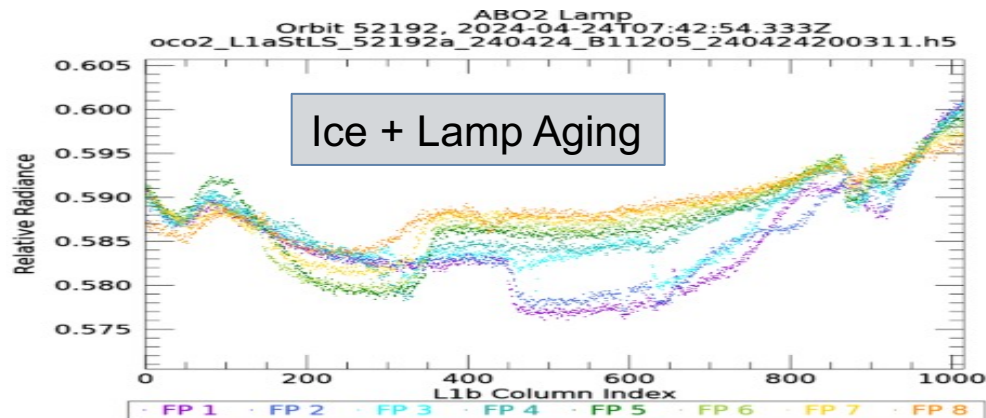 ABO2 Lamp
Orbit 52192, 2024-04-24T07:42:54.333Z
oco2_L1aStLS_52192a_240424_B11205_240424200311.h5
0.605
0.600
0.595
0.590
0.585
0.580
0.575
Relative Radiance
Ice + Lamp Aging
0 200 400 600 800 1000
L1b Column Index
FP 1 FP 2 FP 3 FP 4 FP 5 FP 6 FP 7 FP 8